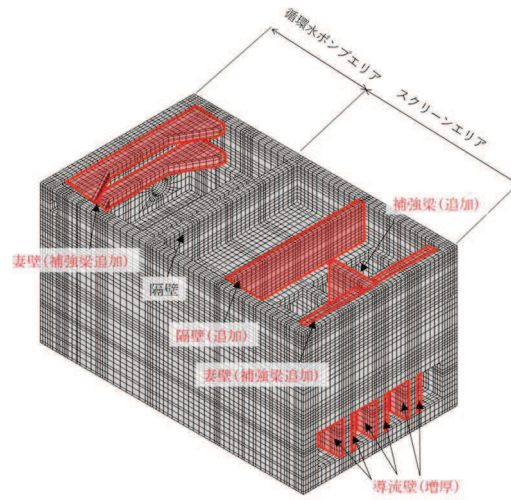 循環水ポンプエリア
スクリーンエリア
補強梁(追加)
妻壁(補強梁追加)
隔壁
隔壁(追加)
妻壁(補強梁追加)
導流壁(増厚)